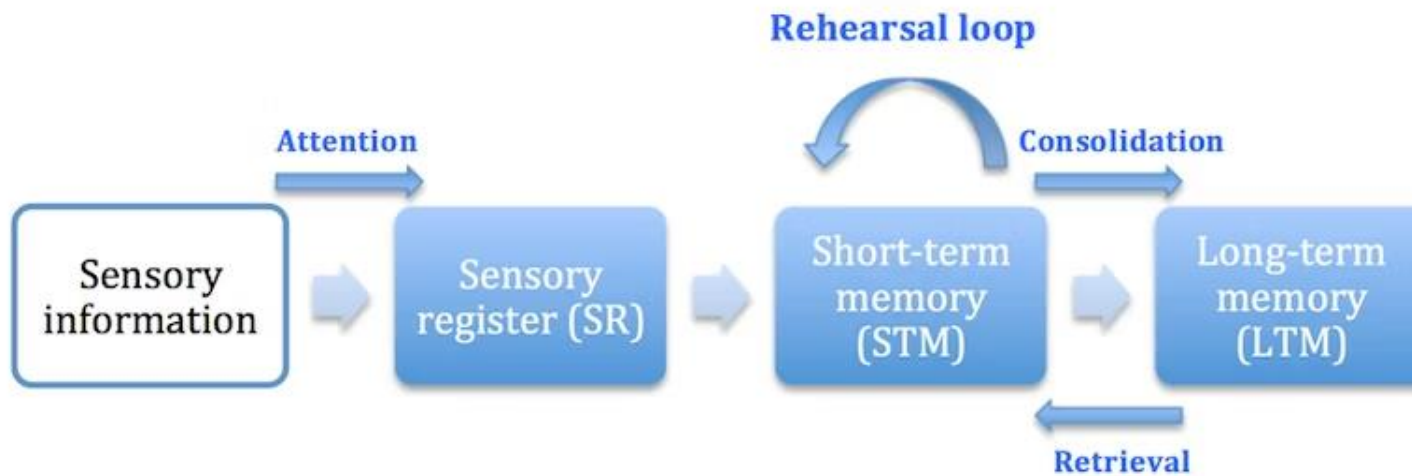 Rehearsal loop
Attention
Consolidation
Sensory
information
Sensory
register (SR)
Short-term
memory
(STM)
Long-term
memory
(LTM)
Retrieval